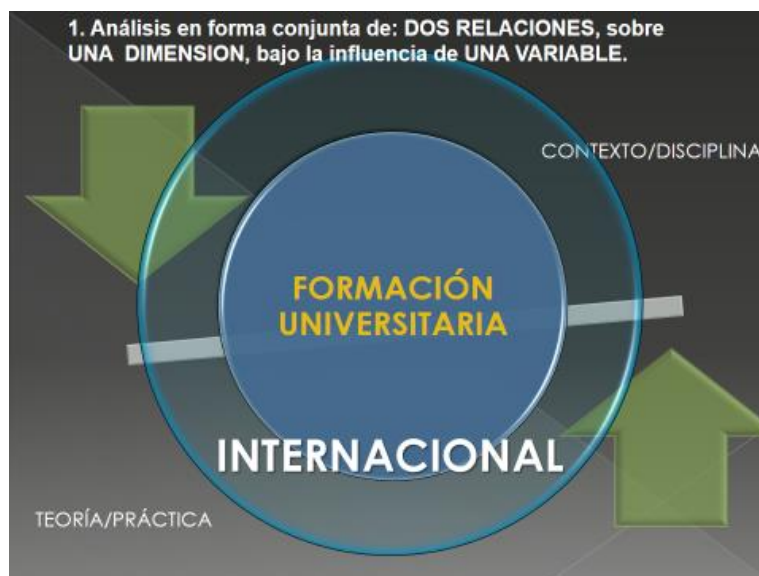 1. Análisis en forma conjunta de: DOS RELACIONES, sobre
UNA DIMENSION, bajo la influencia de UNA VARIABLE.
CONTEXTO/DISCIPLINA
FORMACIÓN
UNIVERSITARIA
INTERNACIONAL
TEORÍA/PRÁCTICA